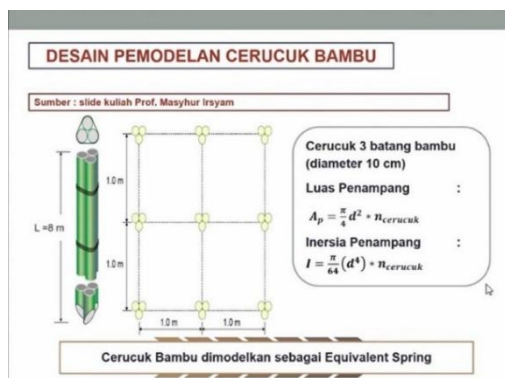 DESAIN PEMODELAN CERUCUK BAMBU
Sumber : slide kuliah Prof. Masyhur Irsyam
L =8 m
1.0 m
1.0 m
1.0 m
1.0 m
Cerucuk 3 batang bambu
(diameter 10 cm)
Luas Penampang :
A_p = π/4 d² * n_cerucuk
Inersia Penampang :
I = π/64 (d⁴) * n_cerucuk
Cerucuk Bambu dimodelkan sebagai Equivalent Spring